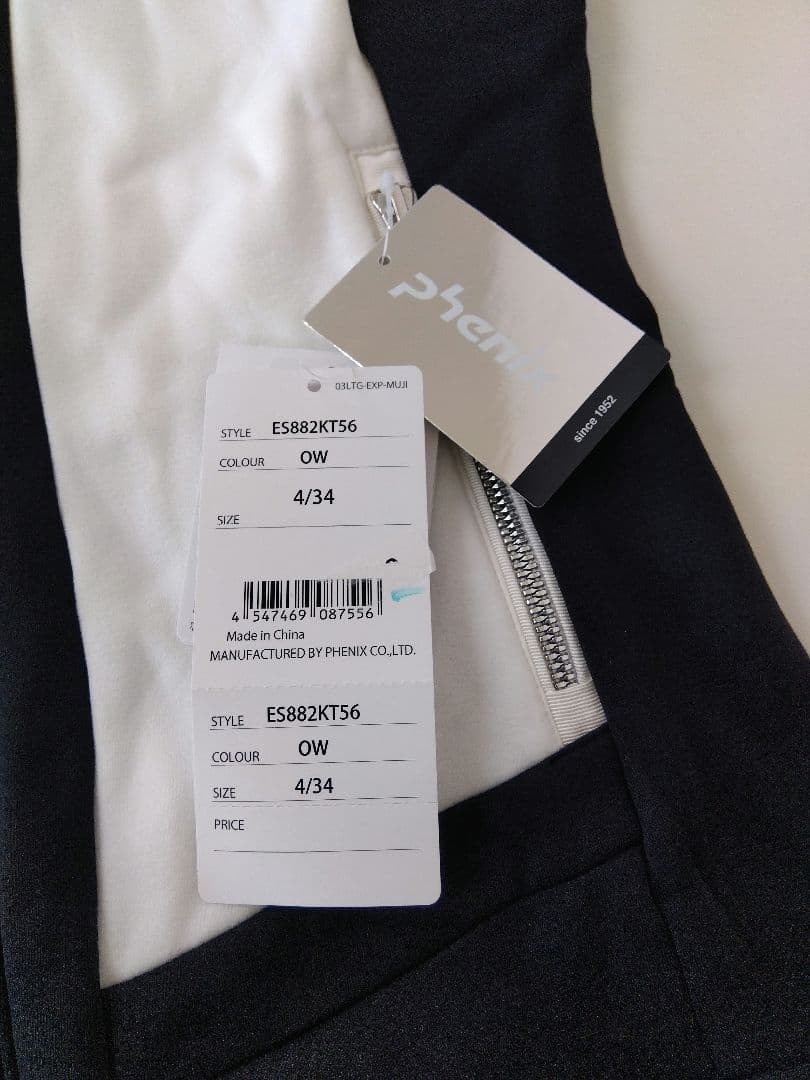 phenix
since 1952
03LTG-EXP-MUJI
STYLE ES882KT56
COLOUR OW
4/34
SIZE
4 547469 087556
Made in China
MANUFACTURED BY PHENIX CO.,LTD.
STYLE ES882KT56
COLOUR OW
SIZE 4/34
PRICE